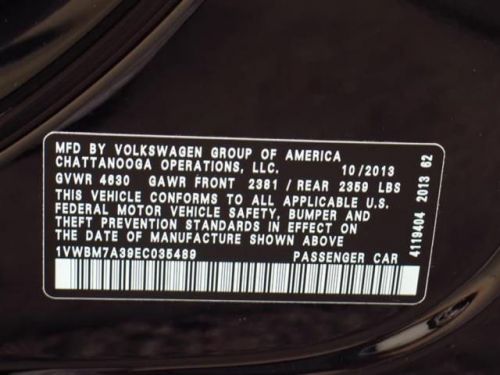 MFD BY VOLKSWAGEN GROUP OF AMERICA
CHATTANOOGA OPERATIONS, LLC. 10/2013
GVWR 4630 GAWR FRONT 2381 / REAR 2359 LBS
THIS VEHICLE CONFORMS TO ALL APPLICABLE U.S.
FEDERAL MOTOR VEHICLE SAFETY, BUMPER AND
THEFT PREVENTION STANDARDS IN EFFECT ON
THE DATE OF MANUFACTURE SHOWN ABOVE
1VWBM7A39EC035489 PASSENGER CAR
4119404 2013 62